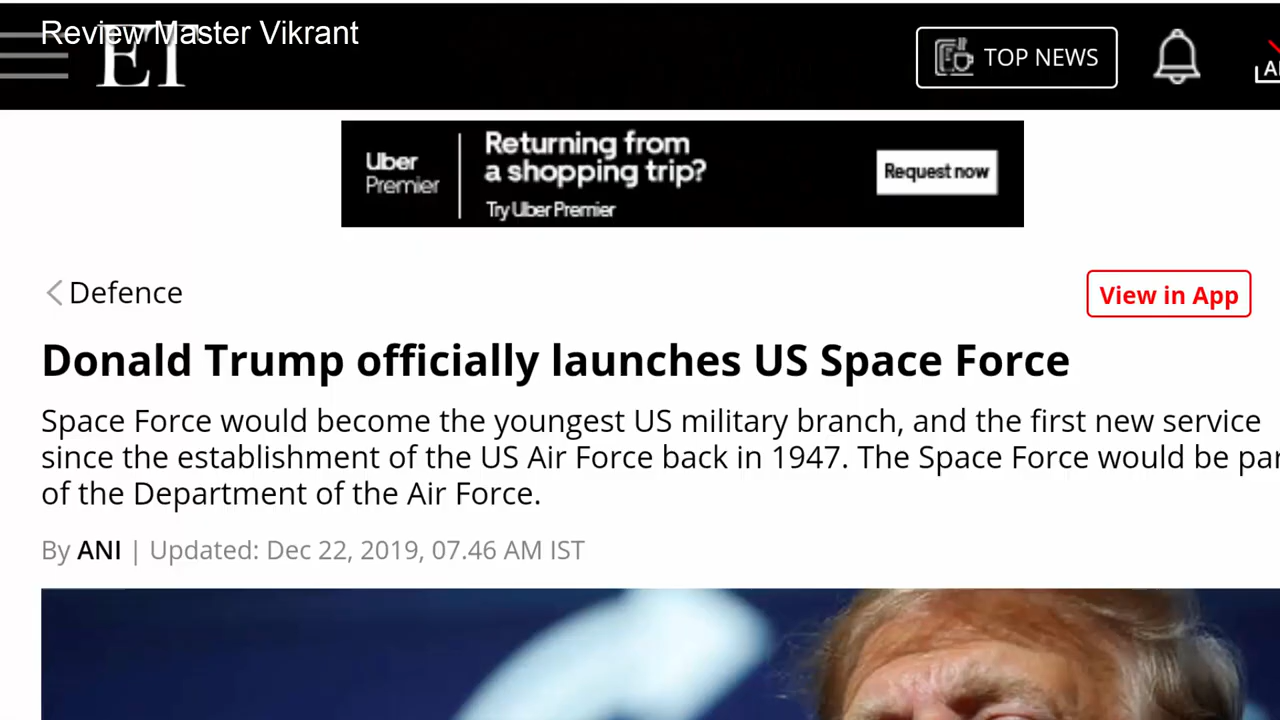 Review Master Vikrant
ET
TOP NEWS
Uber
Premier
Returning from
a shopping trip?
Try Uber Premier
Request now
Defence
View in App
Donald Trump officially launches US Space Force
Space Force would become the youngest US military branch, and the first new service
since the establishment of the US Air Force back in 1947. The Space Force would be par
of the Department of the Air Force.
By ANI | Updated: Dec 22, 2019, 07.46 AM IST